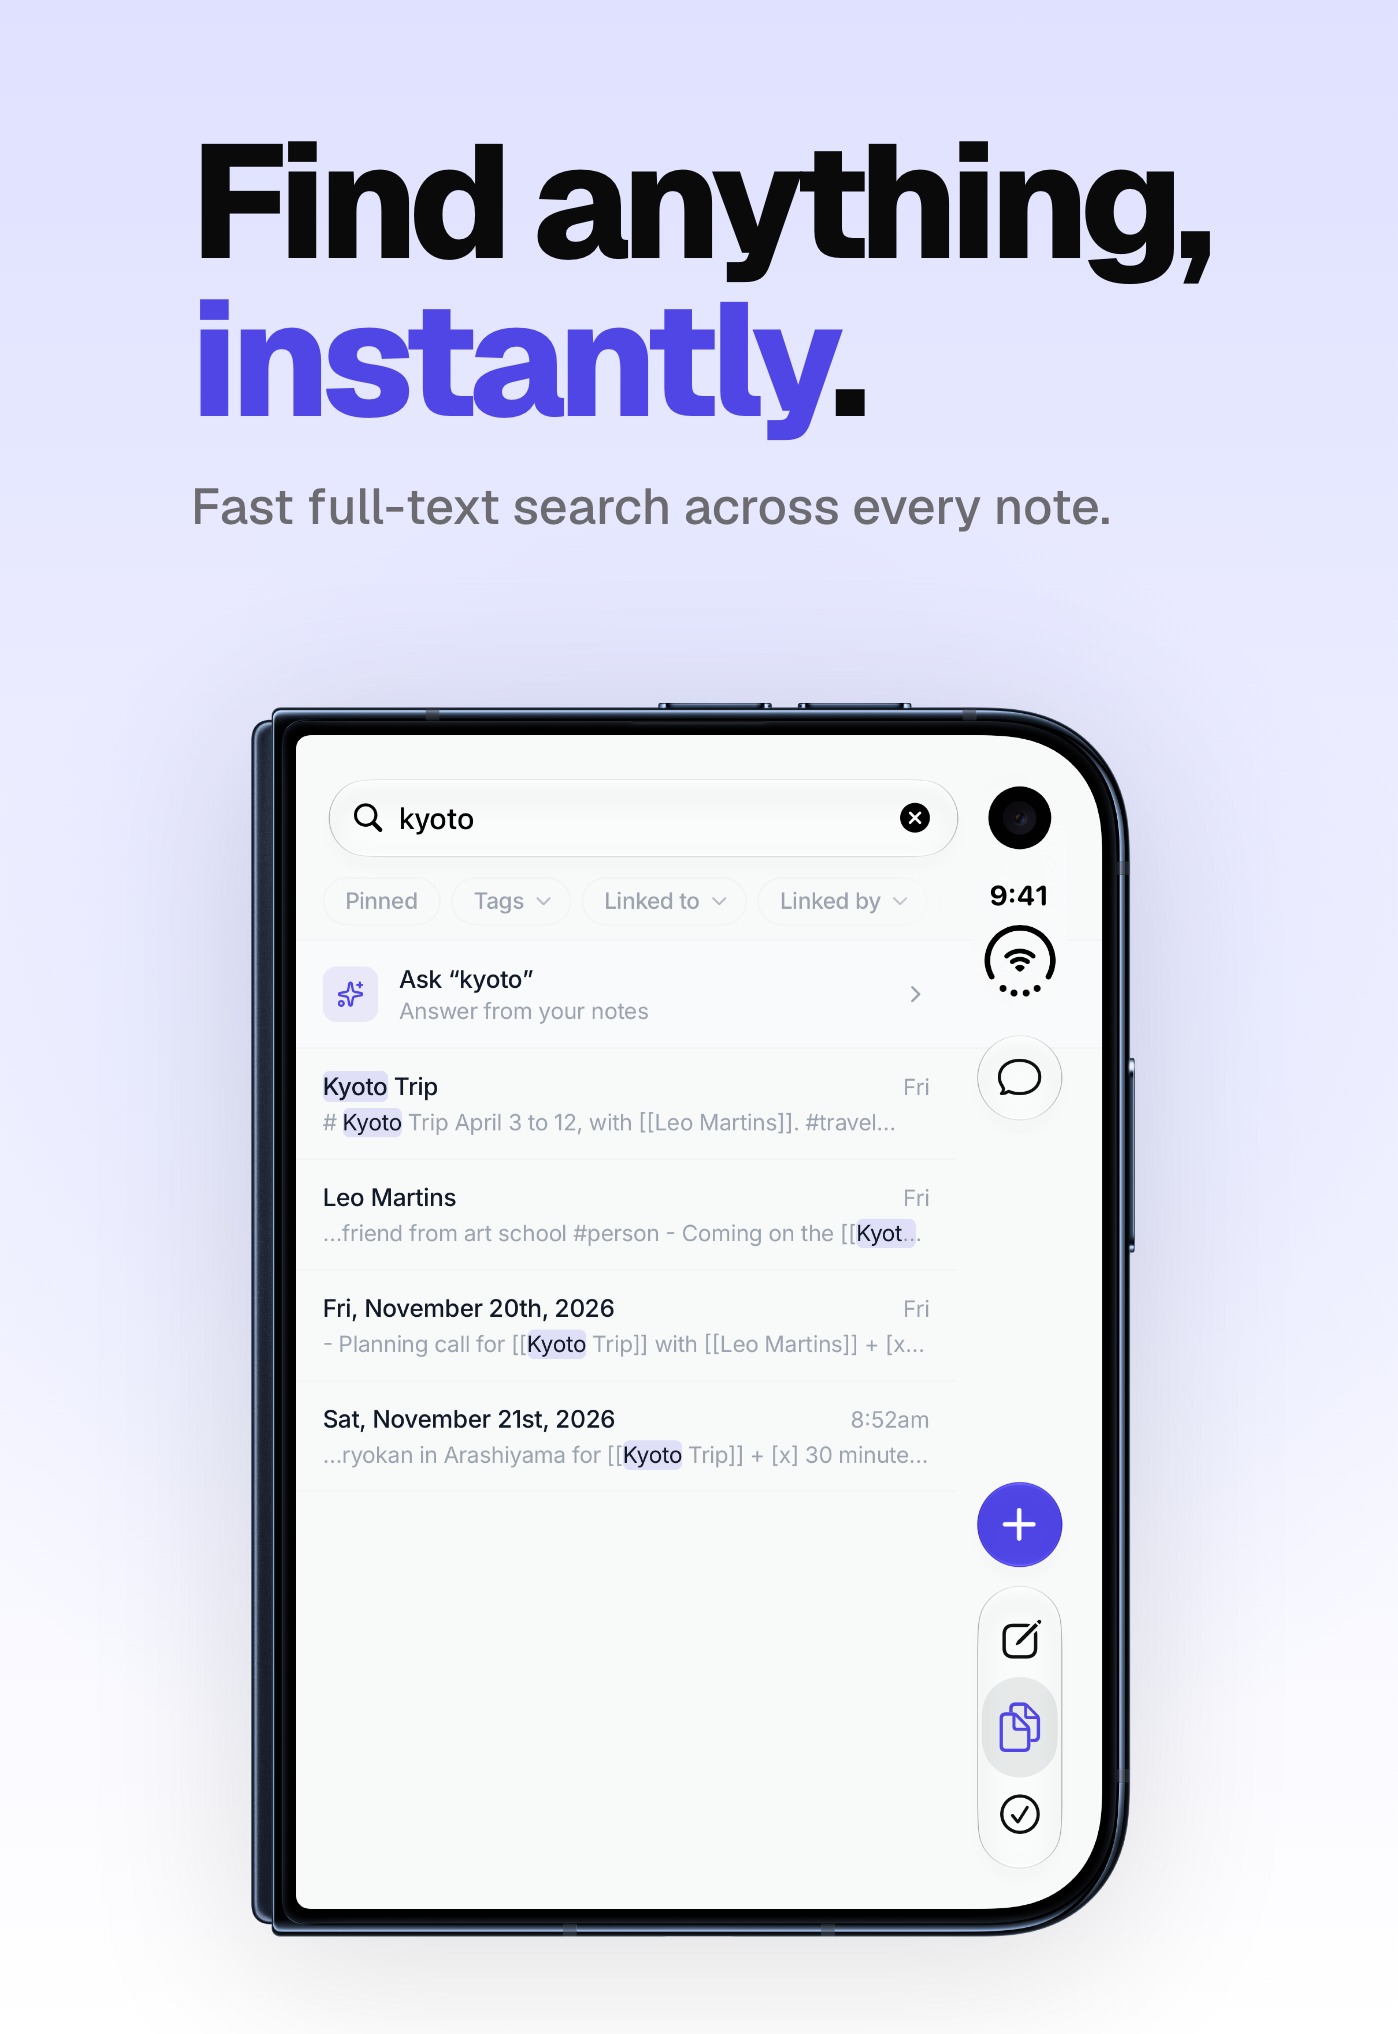 Find anything,
instantly.
Fast full-text search across every note.
kyoto
9:41
Pinned Tags Linked to Linked by
Ask “kyoto”
Answer from your notes
Kyoto Trip Fri
# Kyoto Trip April 3 to 12, with [[Leo Martins]]. #travel...
Leo Martins Fri
...friend from art school #person - Coming on the [[Kyot...
Fri, November 20th, 2026 Fri
- Planning call for [[Kyoto Trip]] with [[Leo Martins]] + [x...
Sat, November 21st, 2026 8:52am
...ryokan in Arashiyama for [[Kyoto Trip]] + [x] 30 minute...